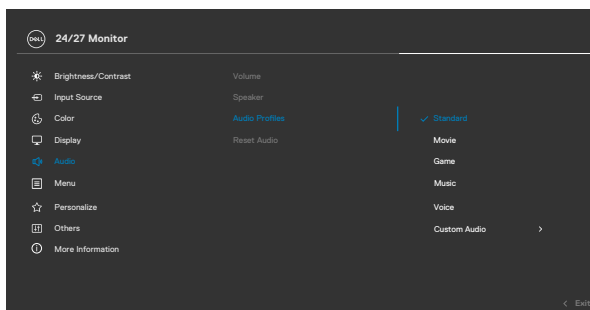 DELL 24/27 Monitor
Brightness/Contrast Volume
Input Source Speaker
Color Audio Profiles ✓ Standard
Display Reset Audio Movie
Audio Game
Menu Music
Personalize Voice
Others Custom Audio >
More Information
< Exit